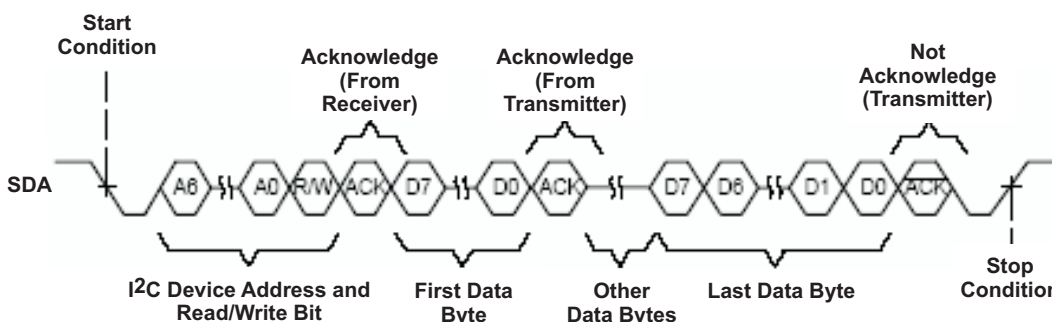 Start
Condition
Acknowledge
(From
Receiver)
Acknowledge
(From
Transmitter)
Not
Acknowledge
(Transmitter)
SDA
A6
A0
R/W
ACK
D7
D0
ACK
D7
D6
D1
D0
ACK
I2C Device Address and
Read/Write Bit
First Data
Byte
Other
Data Bytes
Last Data Byte
Stop
Condition